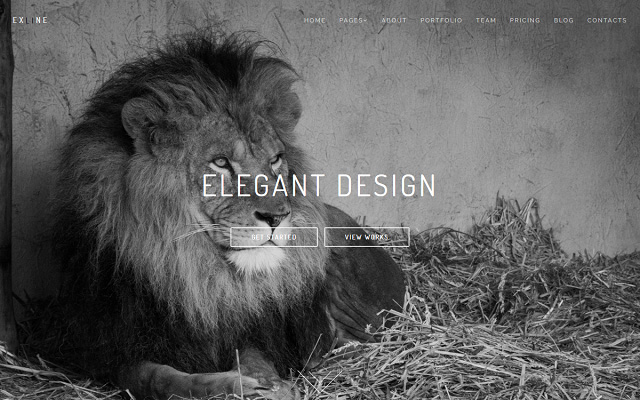 EXLINE
HOME PAGES+ ABOUT PORTFOLIO TEAM PRICING BLOG CONTACTS
ELEGANT DESIGN
GET STARTED VIEW WORKS